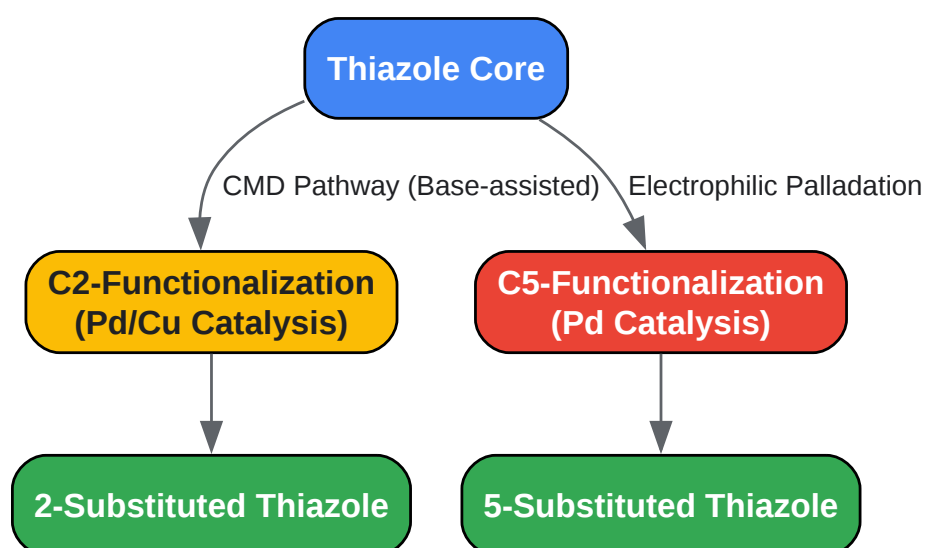 Thiazole Core
CMD Pathway (Base-assisted)
Electrophilic Palladation
C2-Functionalization
(Pd/Cu Catalysis)
C5-Functionalization
(Pd Catalysis)
2-Substituted Thiazole
5-Substituted Thiazole